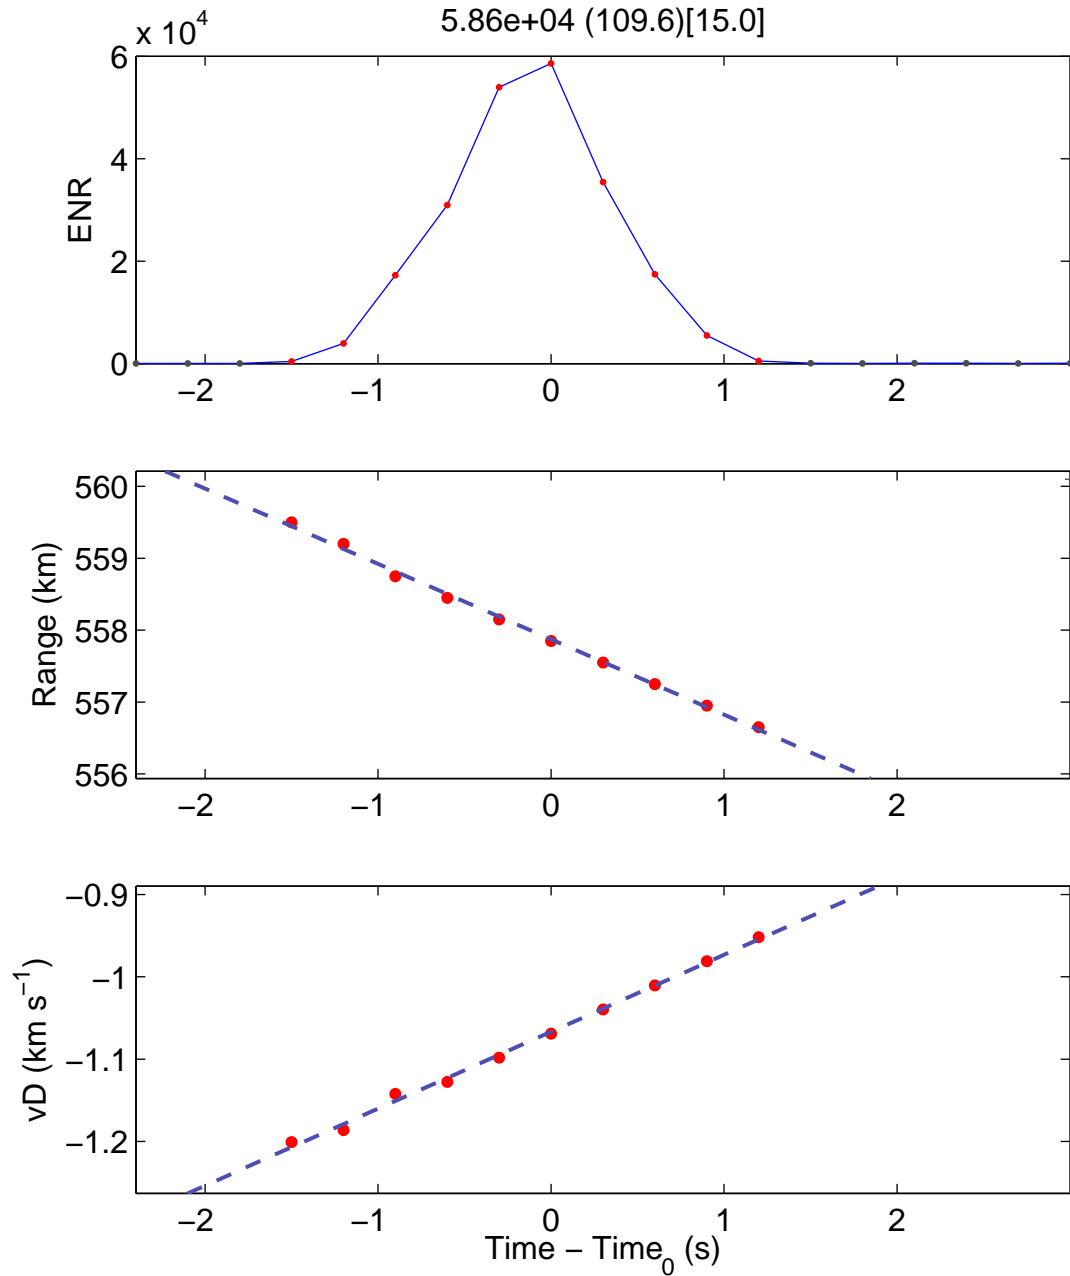 5.86e+04 (109.6)[15.0]
x 10^4
6
4
2
0
ENR
−2 −1 0 1 2
560
559
558
557
556
Range (km)
−2 −1 0 1 2
−0.9
−1
−1.1
−1.2
vD (km s^−1)
−2 −1 0 1 2
Time − Time_0 (s)